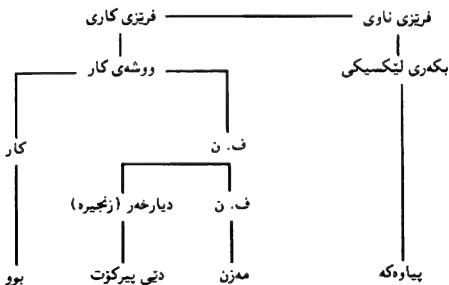 فرێزی ناوی فرێزی کاری
بکەری لێکسیکی ووشەی کار
ف. ن کار
ف. ن دیارخەر (زنجیرە)
پیاوەکە مەزن دێی پیرکۆت بوو